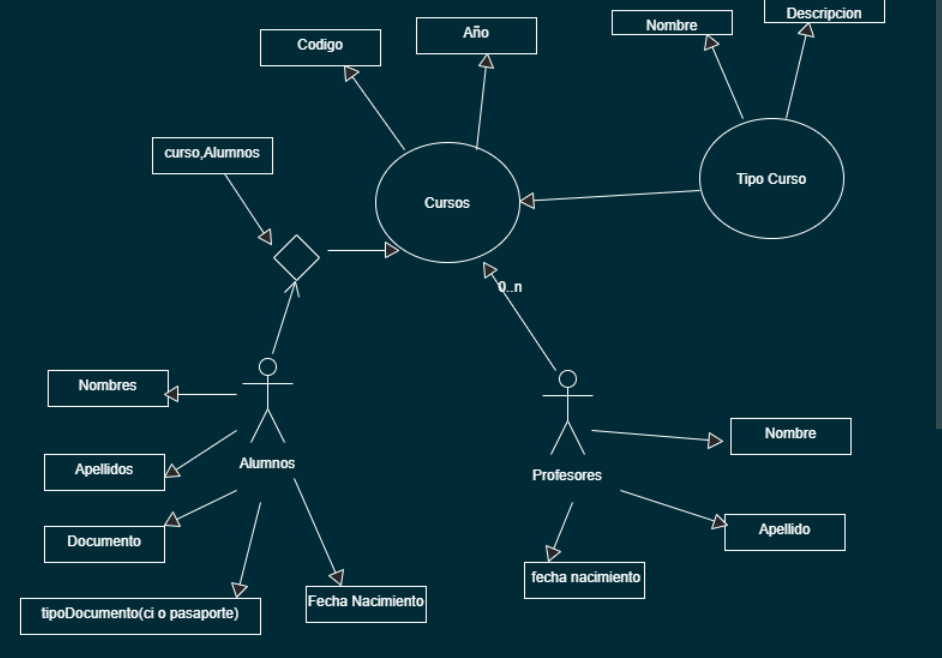 Descripcion
Nombre
Año
Codigo
curso,Alumnos
Tipo Curso
Cursos
0..n
Nombres
Nombre
Alumnos
Apellidos
Profesores
Apellido
Documento
fecha nacimiento
Fecha Nacimiento
tipoDocumento(ci o pasaporte)